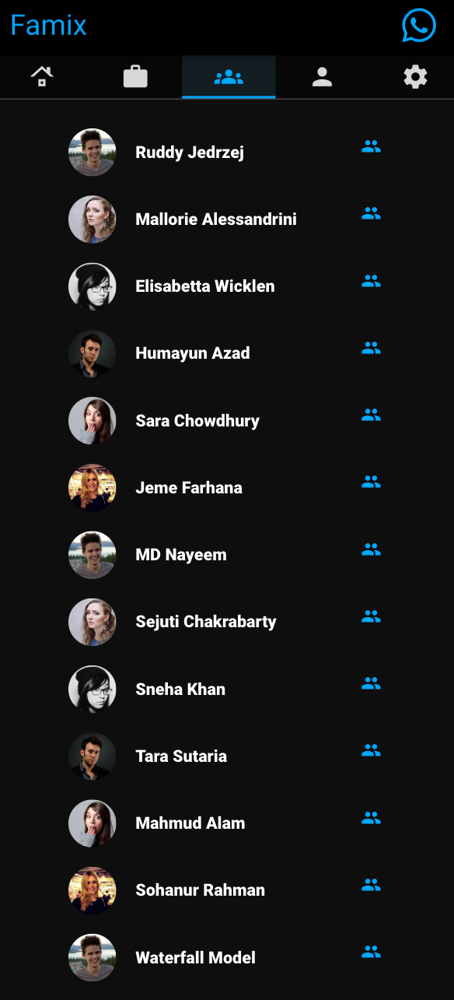 Famix
Ruddy Jedrzej
Mallorie Alessandrini
Elisabetta Wicklen
Humayun Azad
Sara Chowdhury
Jeme Farhana
MD Nayeem
Sejuti Chakrabarty
Sneha Khan
Tara Sutaria
Mahmud Alam
Sohanur Rahman
Waterfall Model